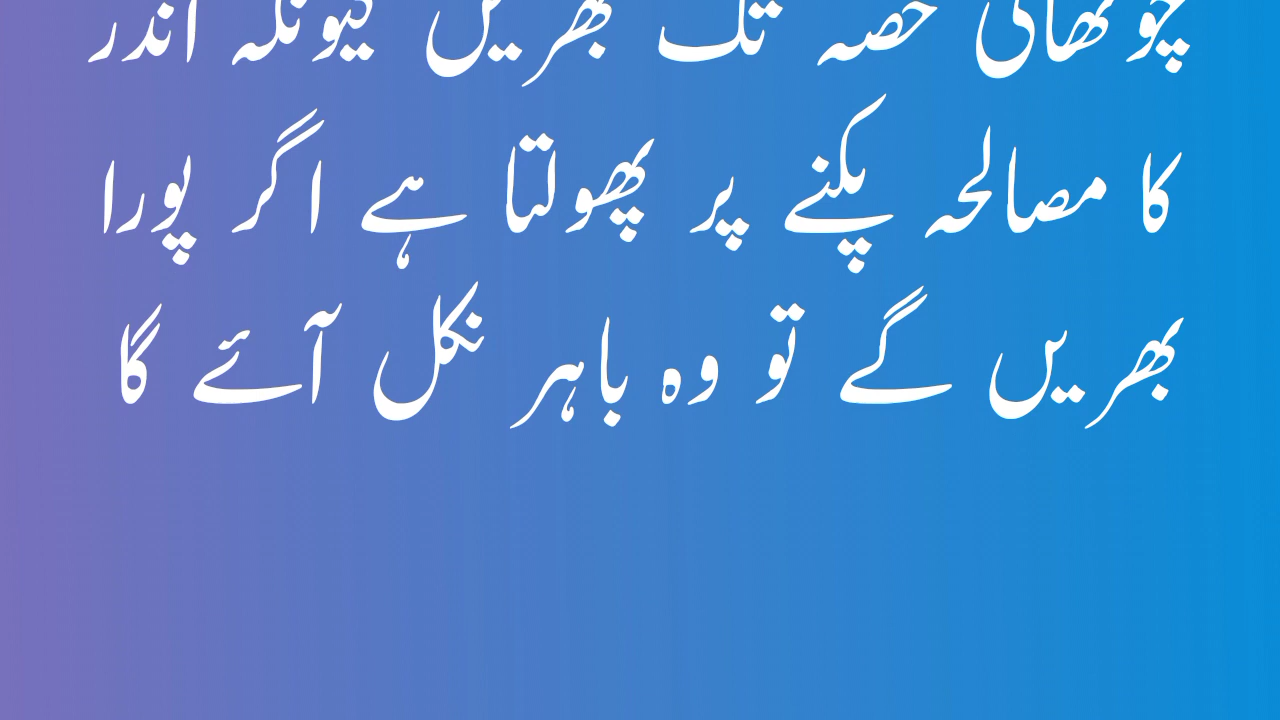 چوتھائی حصہ تک بھریں کیونکہ اندر
کا مصالحہ پکنے پر پھولتا ہے اگر پورا
بھریں گے تو وہ باہر نکل آئے گا